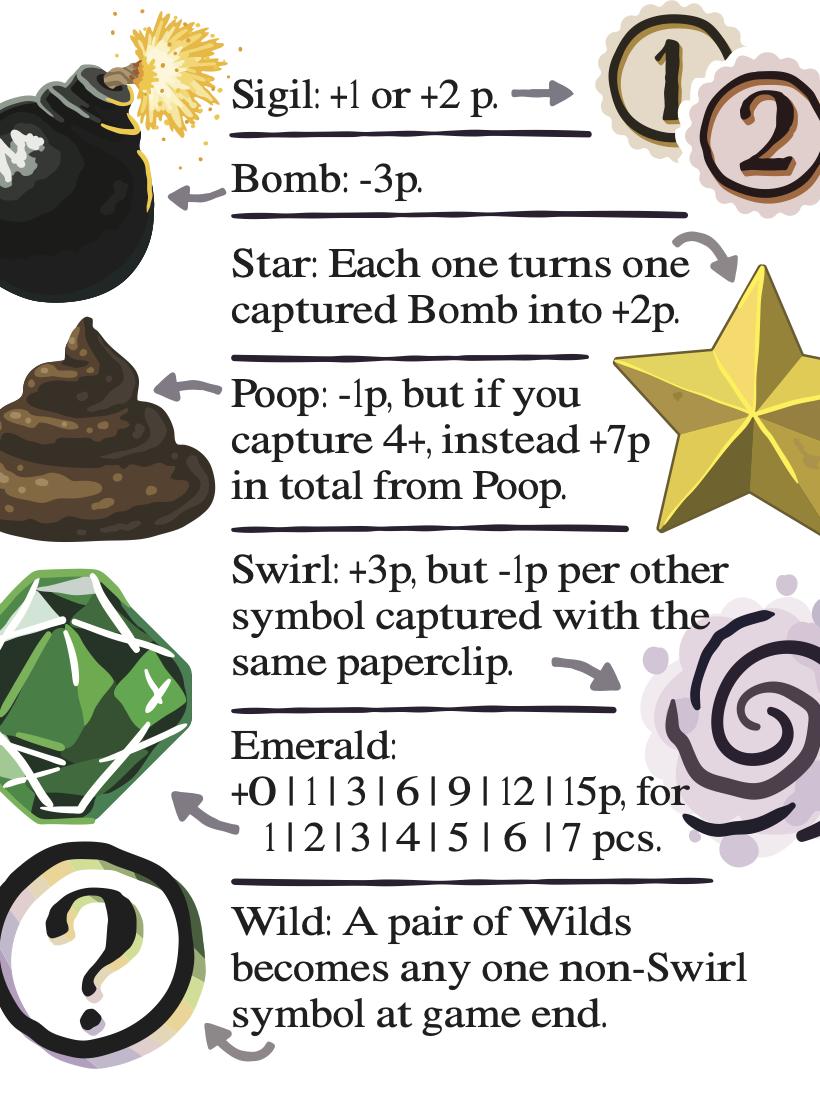 Sigil: +1 or +2 p.
1
2
Bomb: -3p.
Star: Each one turns one
captured Bomb into +2p.
Poop: -1p, but if you
capture 4+, instead +7p
in total from Poop.
Swirl: +3p, but -1p per other
symbol captured with the
same paperclip.
Emerald:
+0 | 1 | 3 | 6 | 9 | 12 | 15p, for
1 | 2 | 3 | 4 | 5 | 6 | 7 pcs.
?
Wild: A pair of Wilds
becomes any one non-Swirl
symbol at game end.